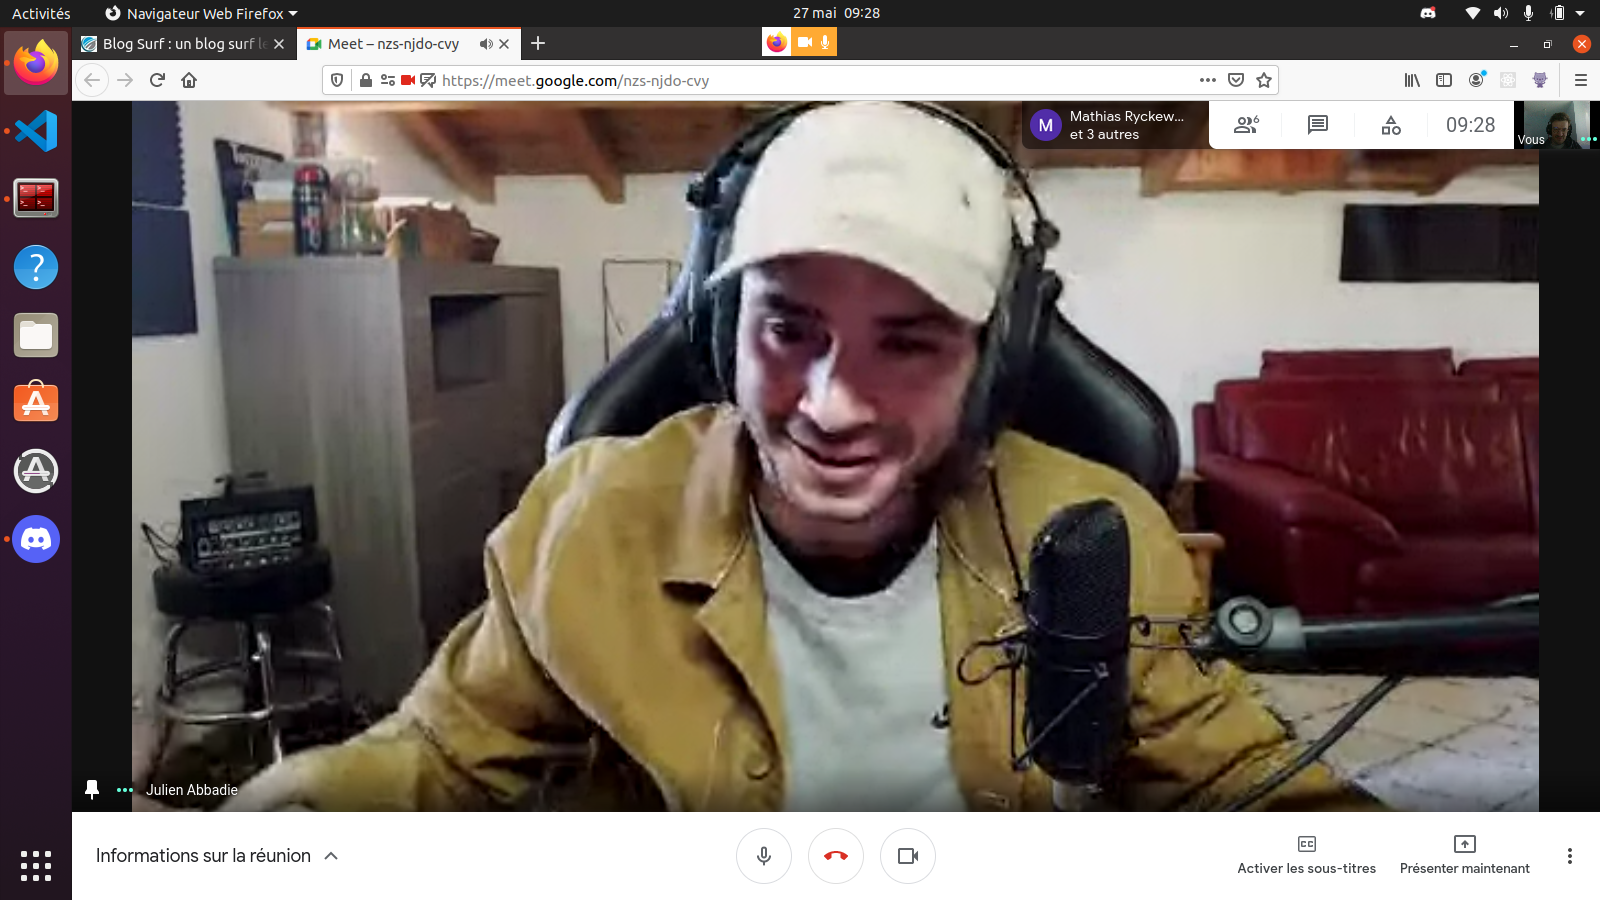 Activités
Navigateur Web Firefox
27 mai 09:28
Blog Surf : un blog surf le
Meet – nzs-njdo-cvy
https://meet.google.com/nzs-njdo-cvy
M
Mathias Ryckew...
et 3 autres
6
09:28
Vous
Julien Abbadie
Informations sur la réunion
Activer les sous-titres
Présenter maintenant